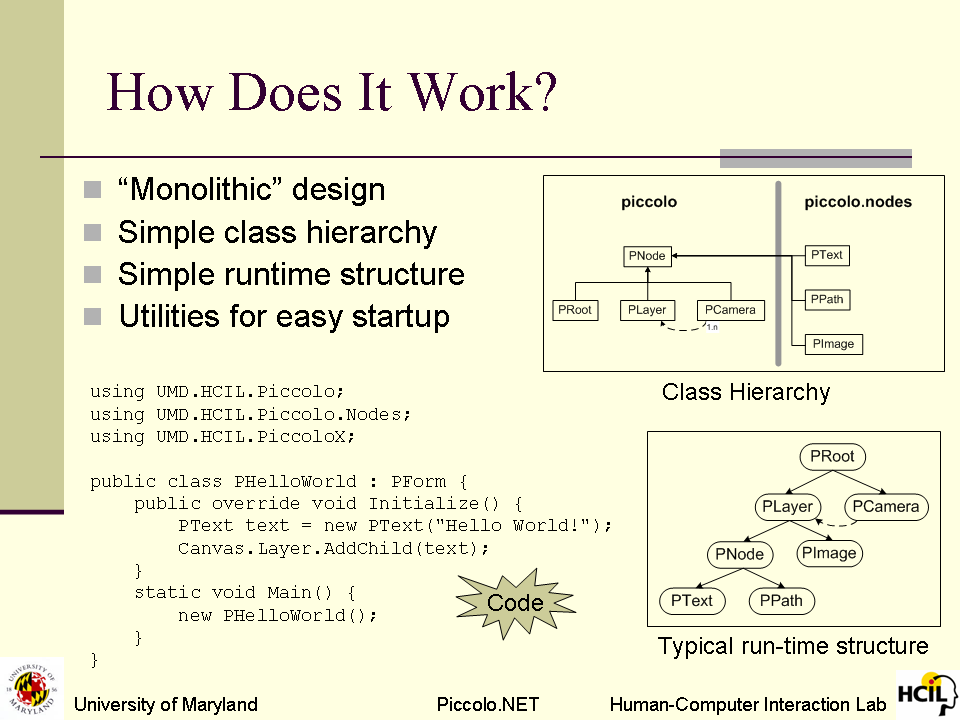 How Does It Work?
“Monolithic” design
Simple class hierarchy
Simple runtime structure
Utilities for easy startup
piccolo
piccolo.nodes
PNode
PText
PRoot
PLayer
PCamera
PPath
1.n
PImage
Class Hierarchy
using UMD.HCIL.Piccolo;
using UMD.HCIL.Piccolo.Nodes;
using UMD.HCIL.PiccoloX;
public class PHelloWorld : PForm {
public override void Initialize() {
PText text = new PText("Hello World!");
Canvas.Layer.AddChild(text);
}
static void Main() {
new PHelloWorld();
}
}
Code
PRoot
PLayer
PCamera
PNode
PImage
PText
PPath
Typical run-time structure
UNIVERSITY OF
18 56
MARYLAND
University of Maryland
Piccolo.NET
Human-Computer Interaction Lab
HCIL